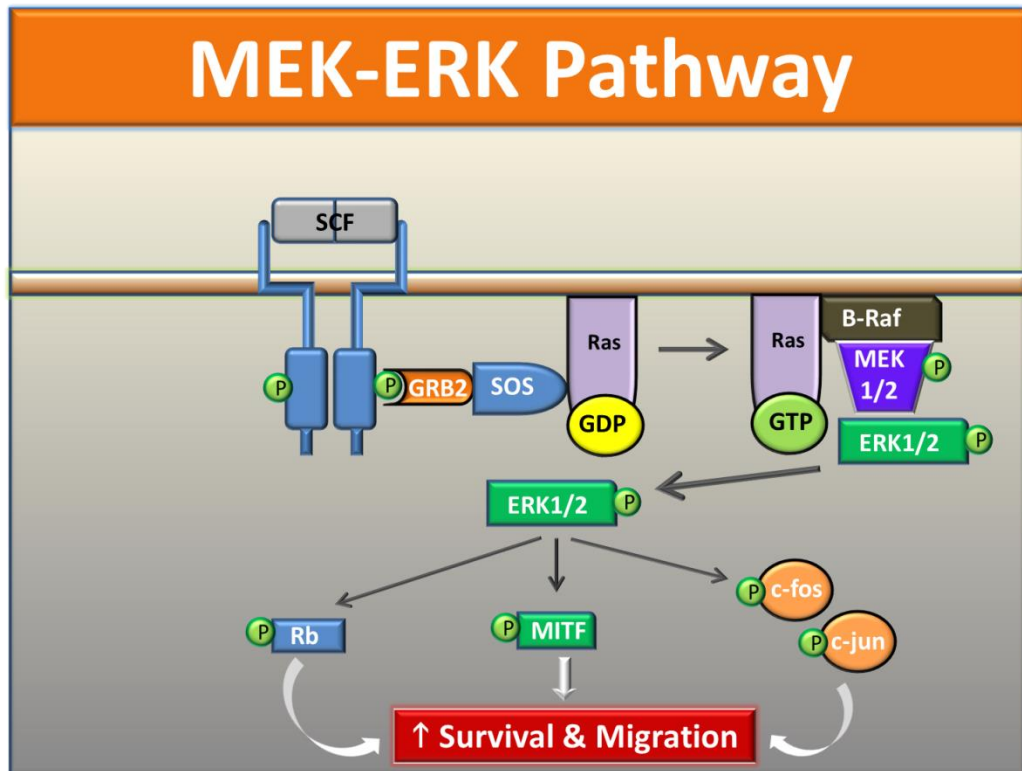 MEK-ERK Pathway
SCF
Ras
Ras
B-Raf
MEK
1/2
P
P
P
GRB2
SOS
GDP
GTP
ERK1/2
P
ERK1/2
P
P
c-fos
P
Rb
P
MITF
P
c-jun
↑ Survival & Migration